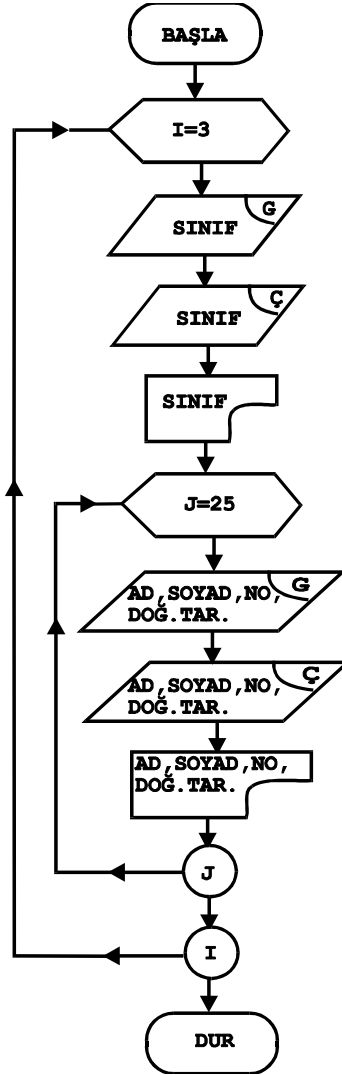 BAŞLA
I=3
G
SINIF
Ç
SINIF
SINIF
J=25
G
AD,SOYAD,NO,
DOĞ.TAR.
Ç
AD,SOYAD,NO,
DOĞ.TAR.
AD,SOYAD,NO,
DOĞ.TAR.
J
I
DUR